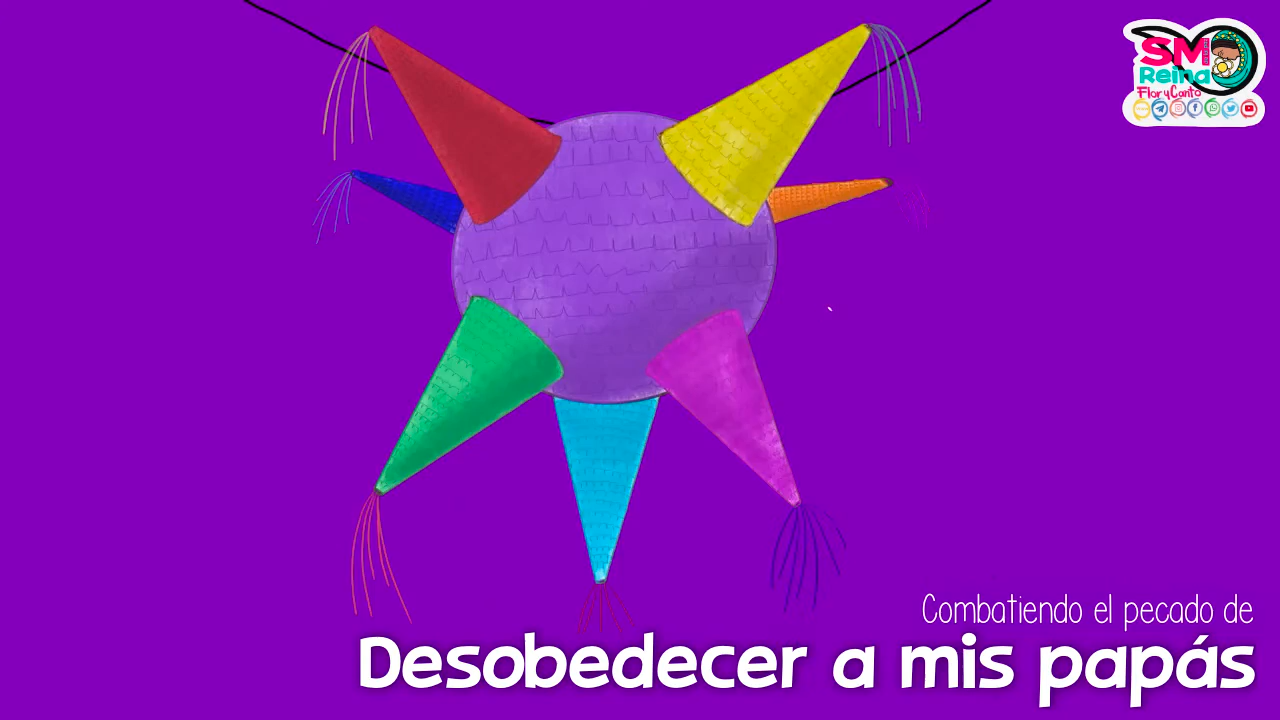 SM
Reina
Flor y Canto
Combatiendo el pecado de
Desobedecer a mis papás